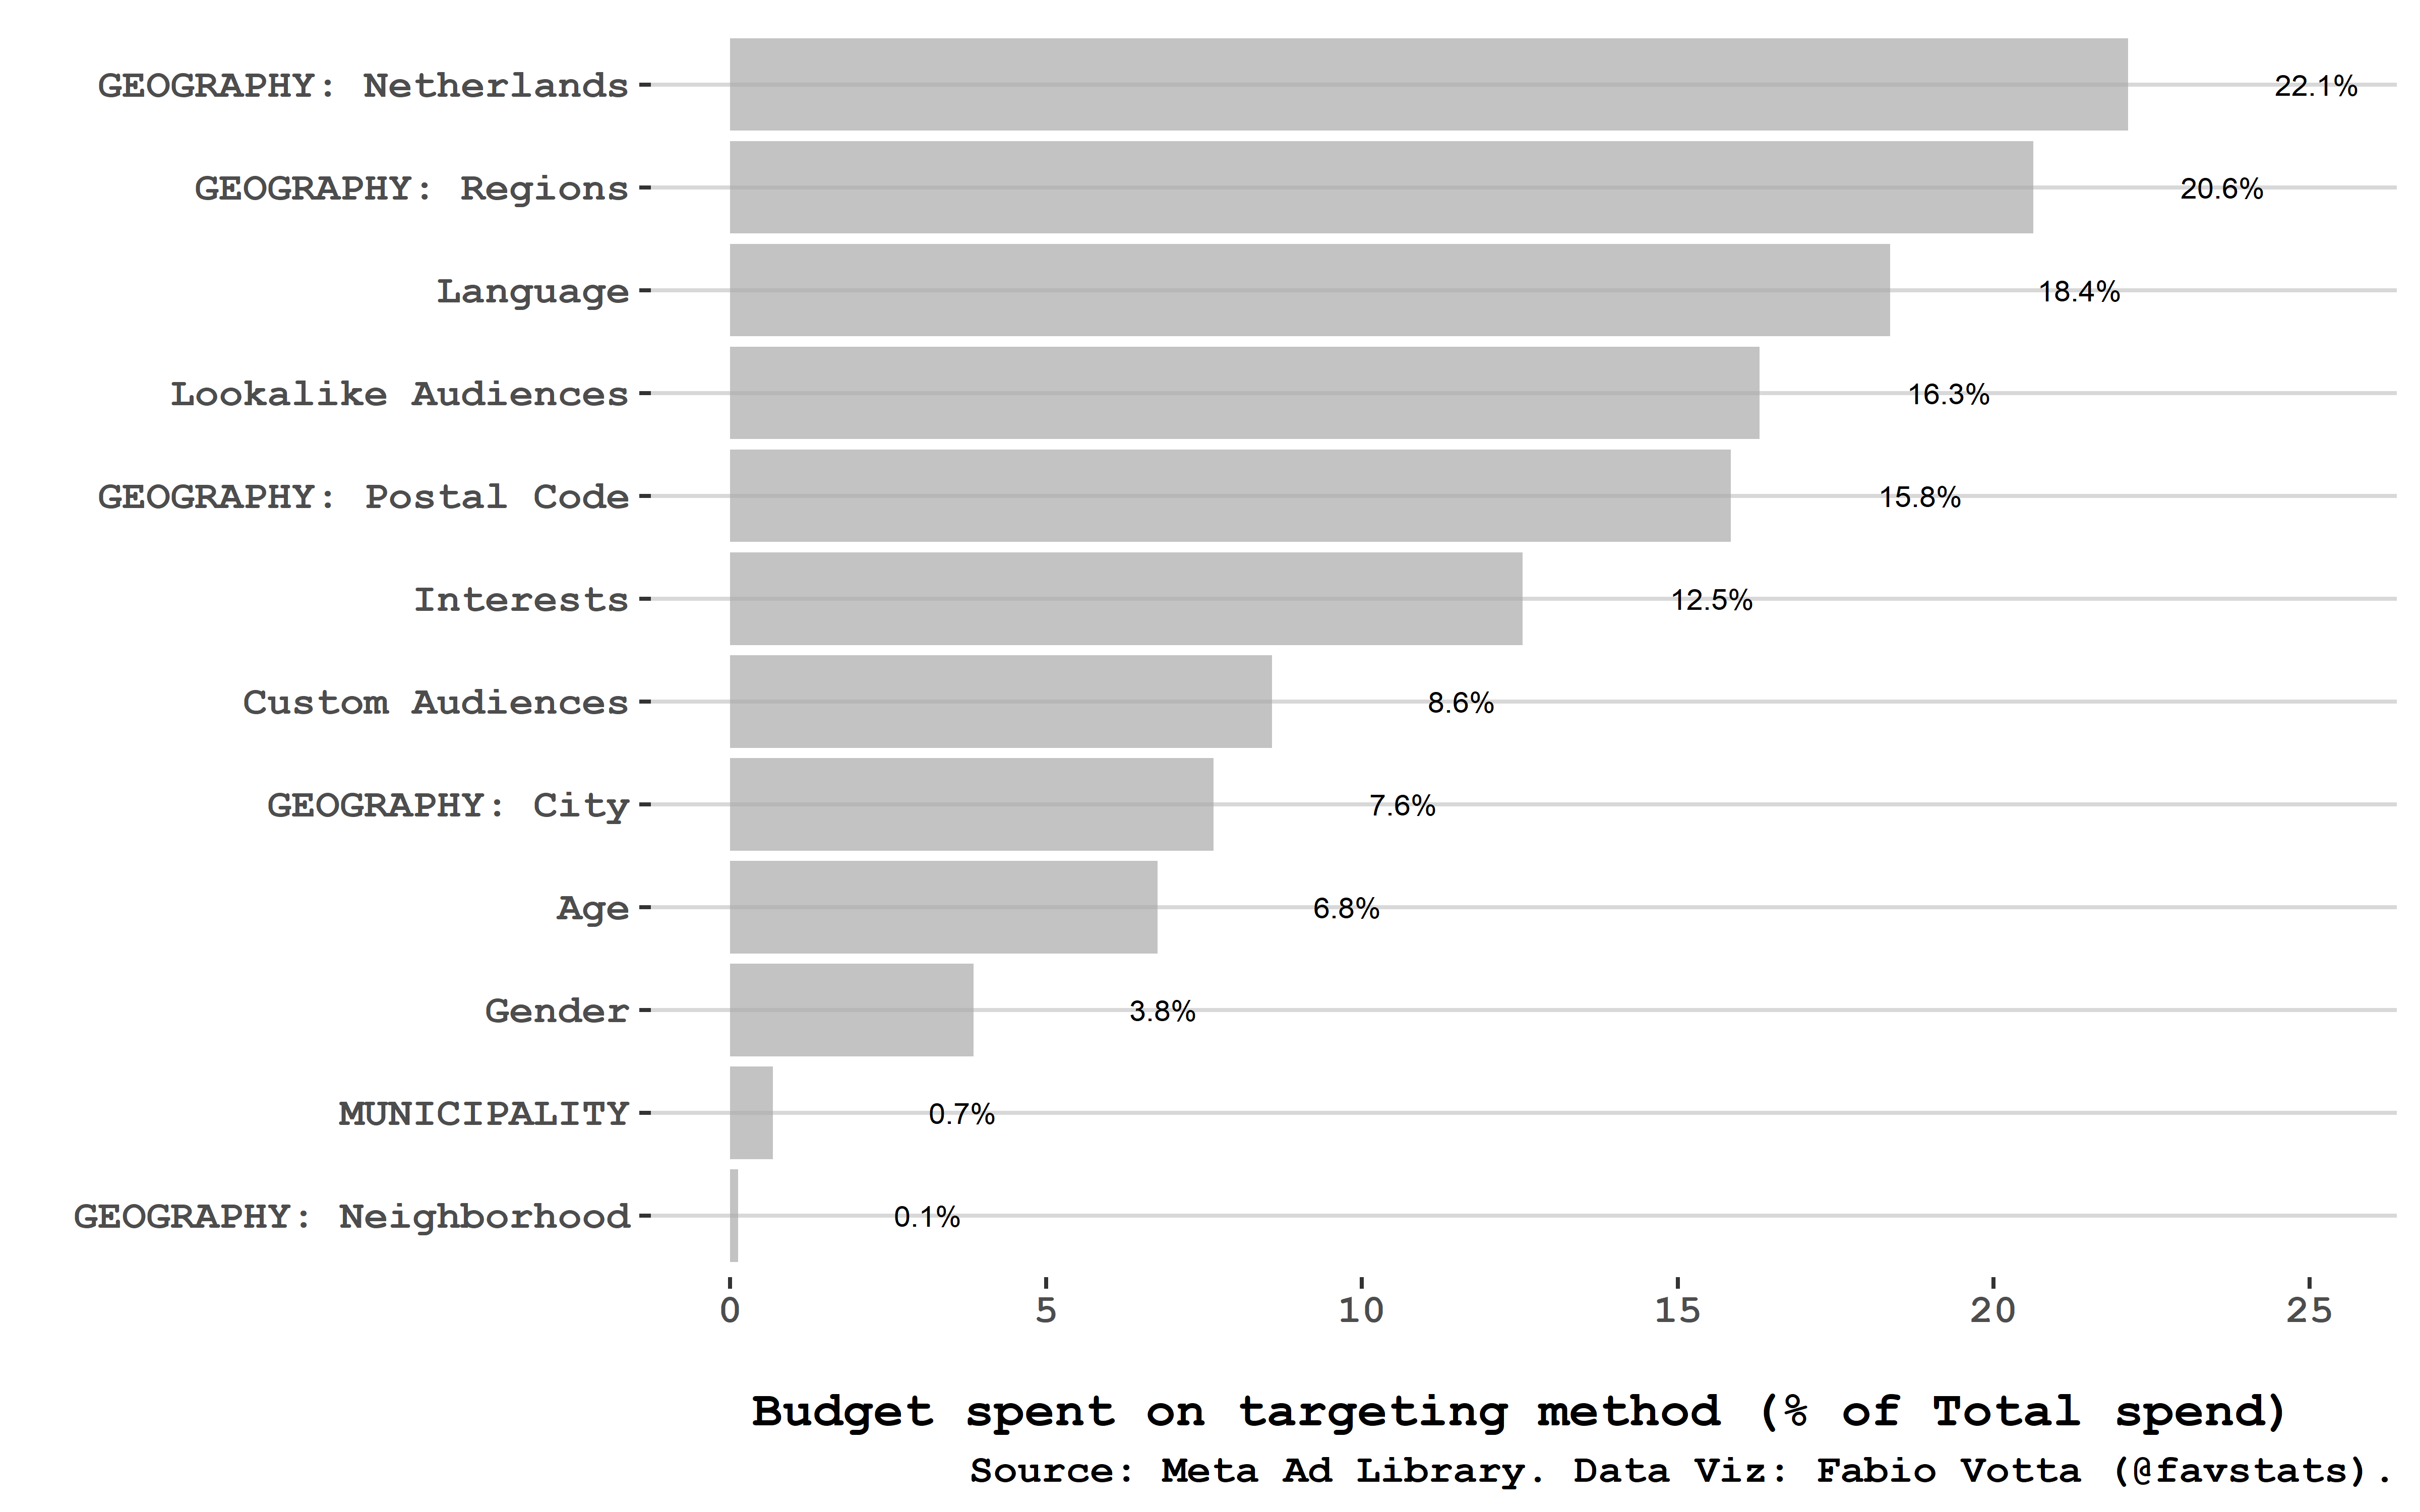 GEOGRAPHY: Netherlands 22.1%
GEOGRAPHY: Regions 20.6%
Language 18.4%
Lookalike Audiences 16.3%
GEOGRAPHY: Postal Code 15.8%
Interests 12.5%
Custom Audiences 8.6%
GEOGRAPHY: City 7.6%
Age 6.8%
Gender 3.8%
MUNICIPALITY 0.7%
GEOGRAPHY: Neighborhood 0.1%
0 5 10 15 20 25
Budget spent on targeting method (% of Total spend)
Source: Meta Ad Library. Data Viz: Fabio Votta (@favstats).